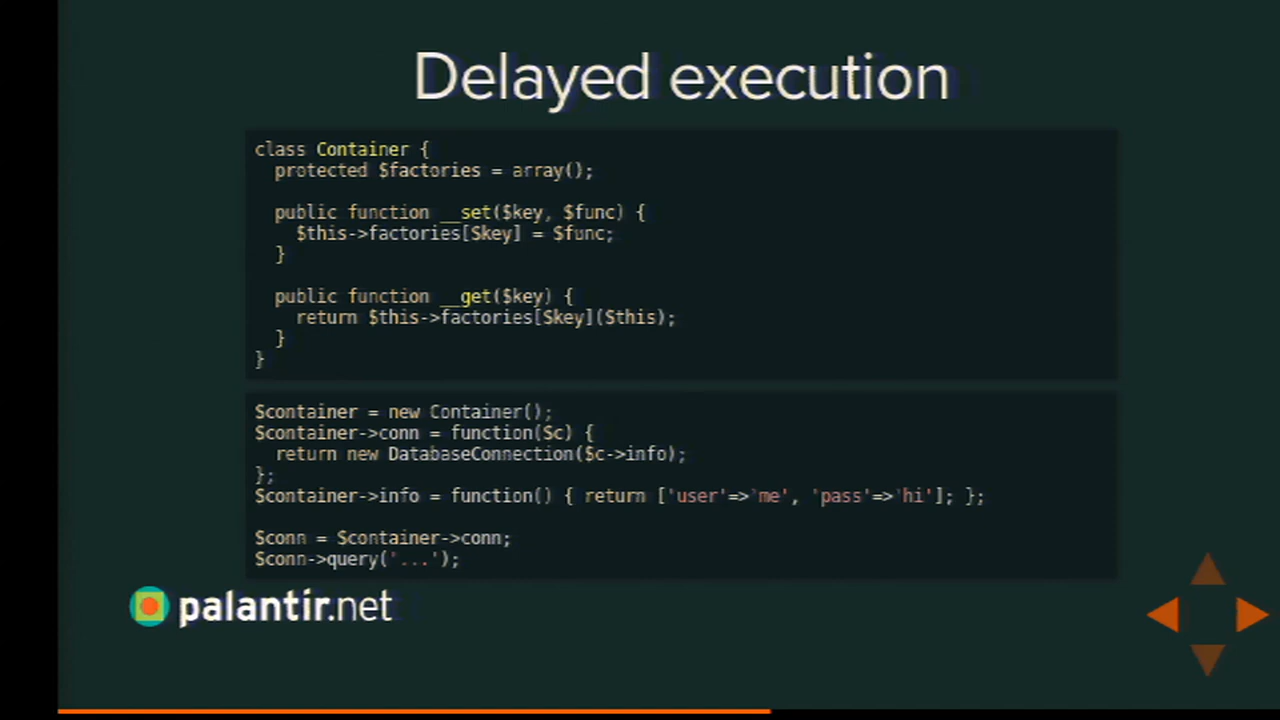 Delayed execution
class Container {
  protected $factories = array();

  public function __set($key, $func) {
    $this->factories[$key] = $func;
  }

  public function __get($key) {
    return $this->factories[$key]($this);
  }
}
$container = new Container();
$container->conn = function($c) {
  return new DatabaseConnection($c->info);
};
$container->info = function() { return ['user'=>'me', 'pass'=>'hi']; };

$conn = $container->conn;
$conn->query('...');
palantir.net